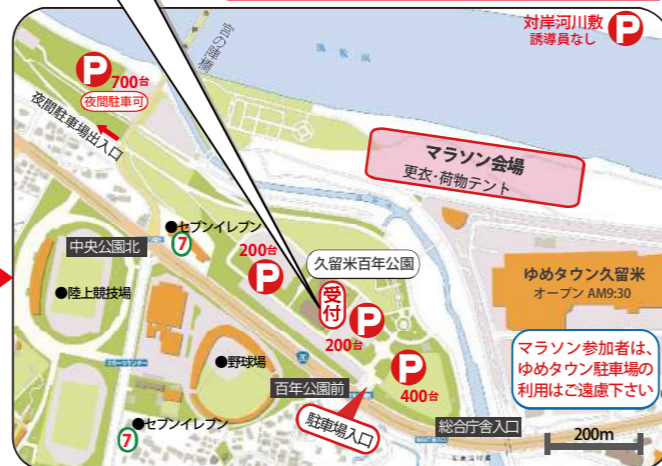 対岸河川敷
誘導員なし
P
宮の陣橋
筑後川
P
700台
夜間駐車可
夜間駐車場出入口
マラソン会場
更衣・荷物テント
●セブンイレブン
7
中央公園北
200台
P
久留米百年公園
受付
ゆめタウン久留米
オープン AM9:30
●陸上競技場
P
200台
●野球場
マラソン参加者は、
ゆめタウン駐車場の
利用はご遠慮下さい
百年公園前
P
400台
駐車場入口
●セブンイレブン
7
総合庁舎入口
200m